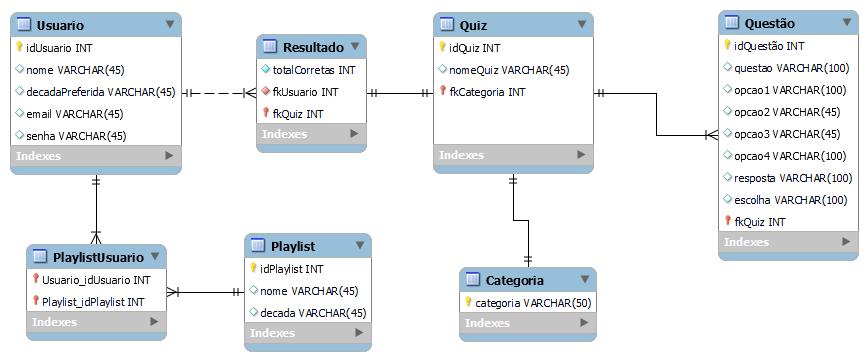 Usuario
idUsuario INT
nome VARCHAR(45)
decadaPreferida VARCHAR(45)
email VARCHAR(45)
senha VARCHAR(45)
Indexes
Resultado
totalCorretas INT
fkUsuario INT
fkQuiz INT
Indexes
Quiz
idQuiz INT
nomeQuiz VARCHAR(45)
fkCategoria INT
Indexes
Questão
idQuestão INT
questao VARCHAR(100)
opcao1 VARCHAR(100)
opcao2 VARCHAR(45)
opcao3 VARCHAR(45)
opcao4 VARCHAR(100)
resposta VARCHAR(100)
escolha VARCHAR(100)
fkQuiz INT
Indexes
PlaylistUsuario
Usuario_idUsuario INT
Playlist_idPlaylist INT
Indexes
Playlist
idPlaylist INT
nome VARCHAR(45)
decada VARCHAR(45)
Indexes
Categoria
categoria VARCHAR(50)
Indexes